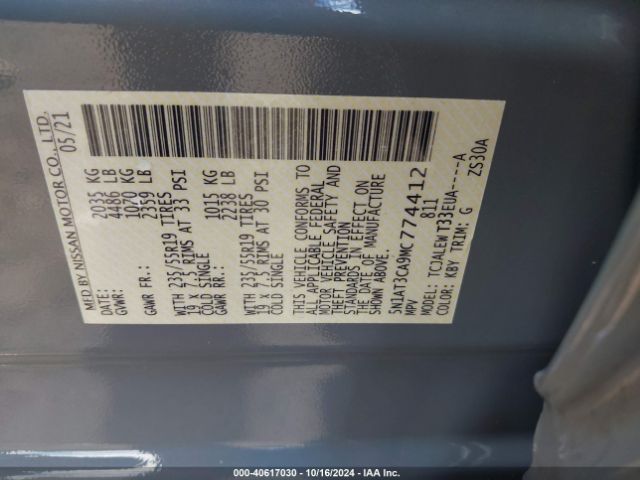 MFD BY NISSAN MOTOR CO., LTD.
DATE: 05/21
GVWR: 2035 KG
4486 LB
GAWR FR.: 1070 KG
2359 LB
WITH 235/55R19 TIRES
19 X 7.5 RIMS AT 33 PSI
COLD SINGLE
GAWR RR.: 1015 KG
2238 LB
WITH 235/55R19 TIRES
19 X 7.5 RIMS AT 30 PSI
COLD SINGLE
THIS VEHICLE CONFORMS TO
ALL APPLICABLE FEDERAL
MOTOR VEHICLE SAFETY AND
THEFT PREVENTION
STANDARDS IN EFFECT ON
THE DATE OF MANUFACTURE
SHOWN ABOVE.
5N1AT3CA9MC774412
MPV 811
TCJALEWT33EUA----A
COLOR: KBY TRIM: G ZS30A
000-40617030 - 10/16/2024 - IAA Inc.